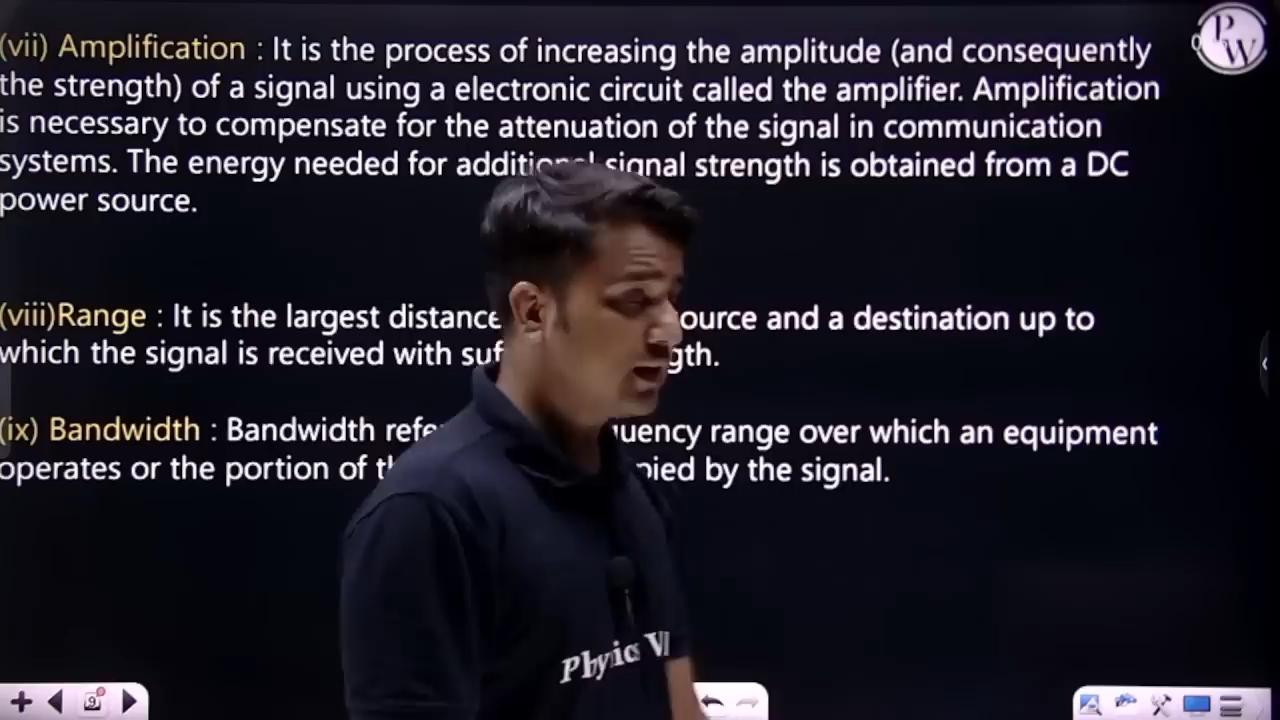 (vii) Amplification : It is the process of increasing the amplitude (and consequently
the strength) of a signal using a electronic circuit called the amplifier. Amplification
is necessary to compensate for the attenuation of the signal in communication
systems. The energy needed for additional signal strength is obtained from a DC
power source.
(viii)Range : It is the largest distance ource and a destination up to
which the signal is received with suf gth.
(ix) Bandwidth : Bandwidth refe uency range over which an equipment
operates or the portion of t pied by the signal.
PW
Physics W
9